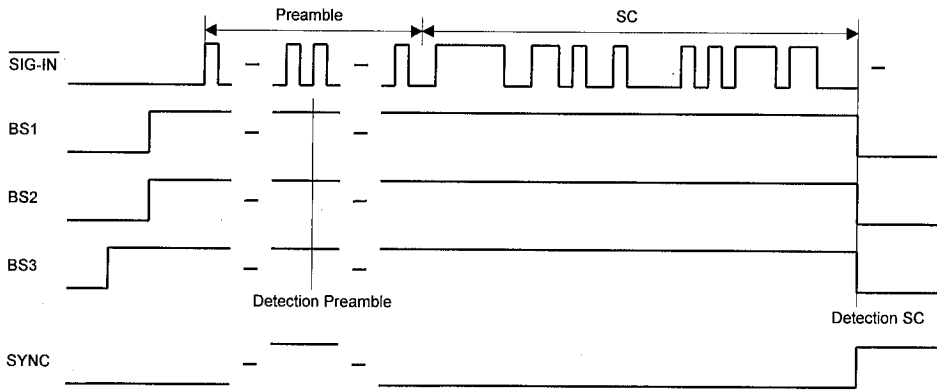 Preamble
SC
SIG-IN
BS1
BS2
BS3
Detection Preamble
Detection SC
SYNC